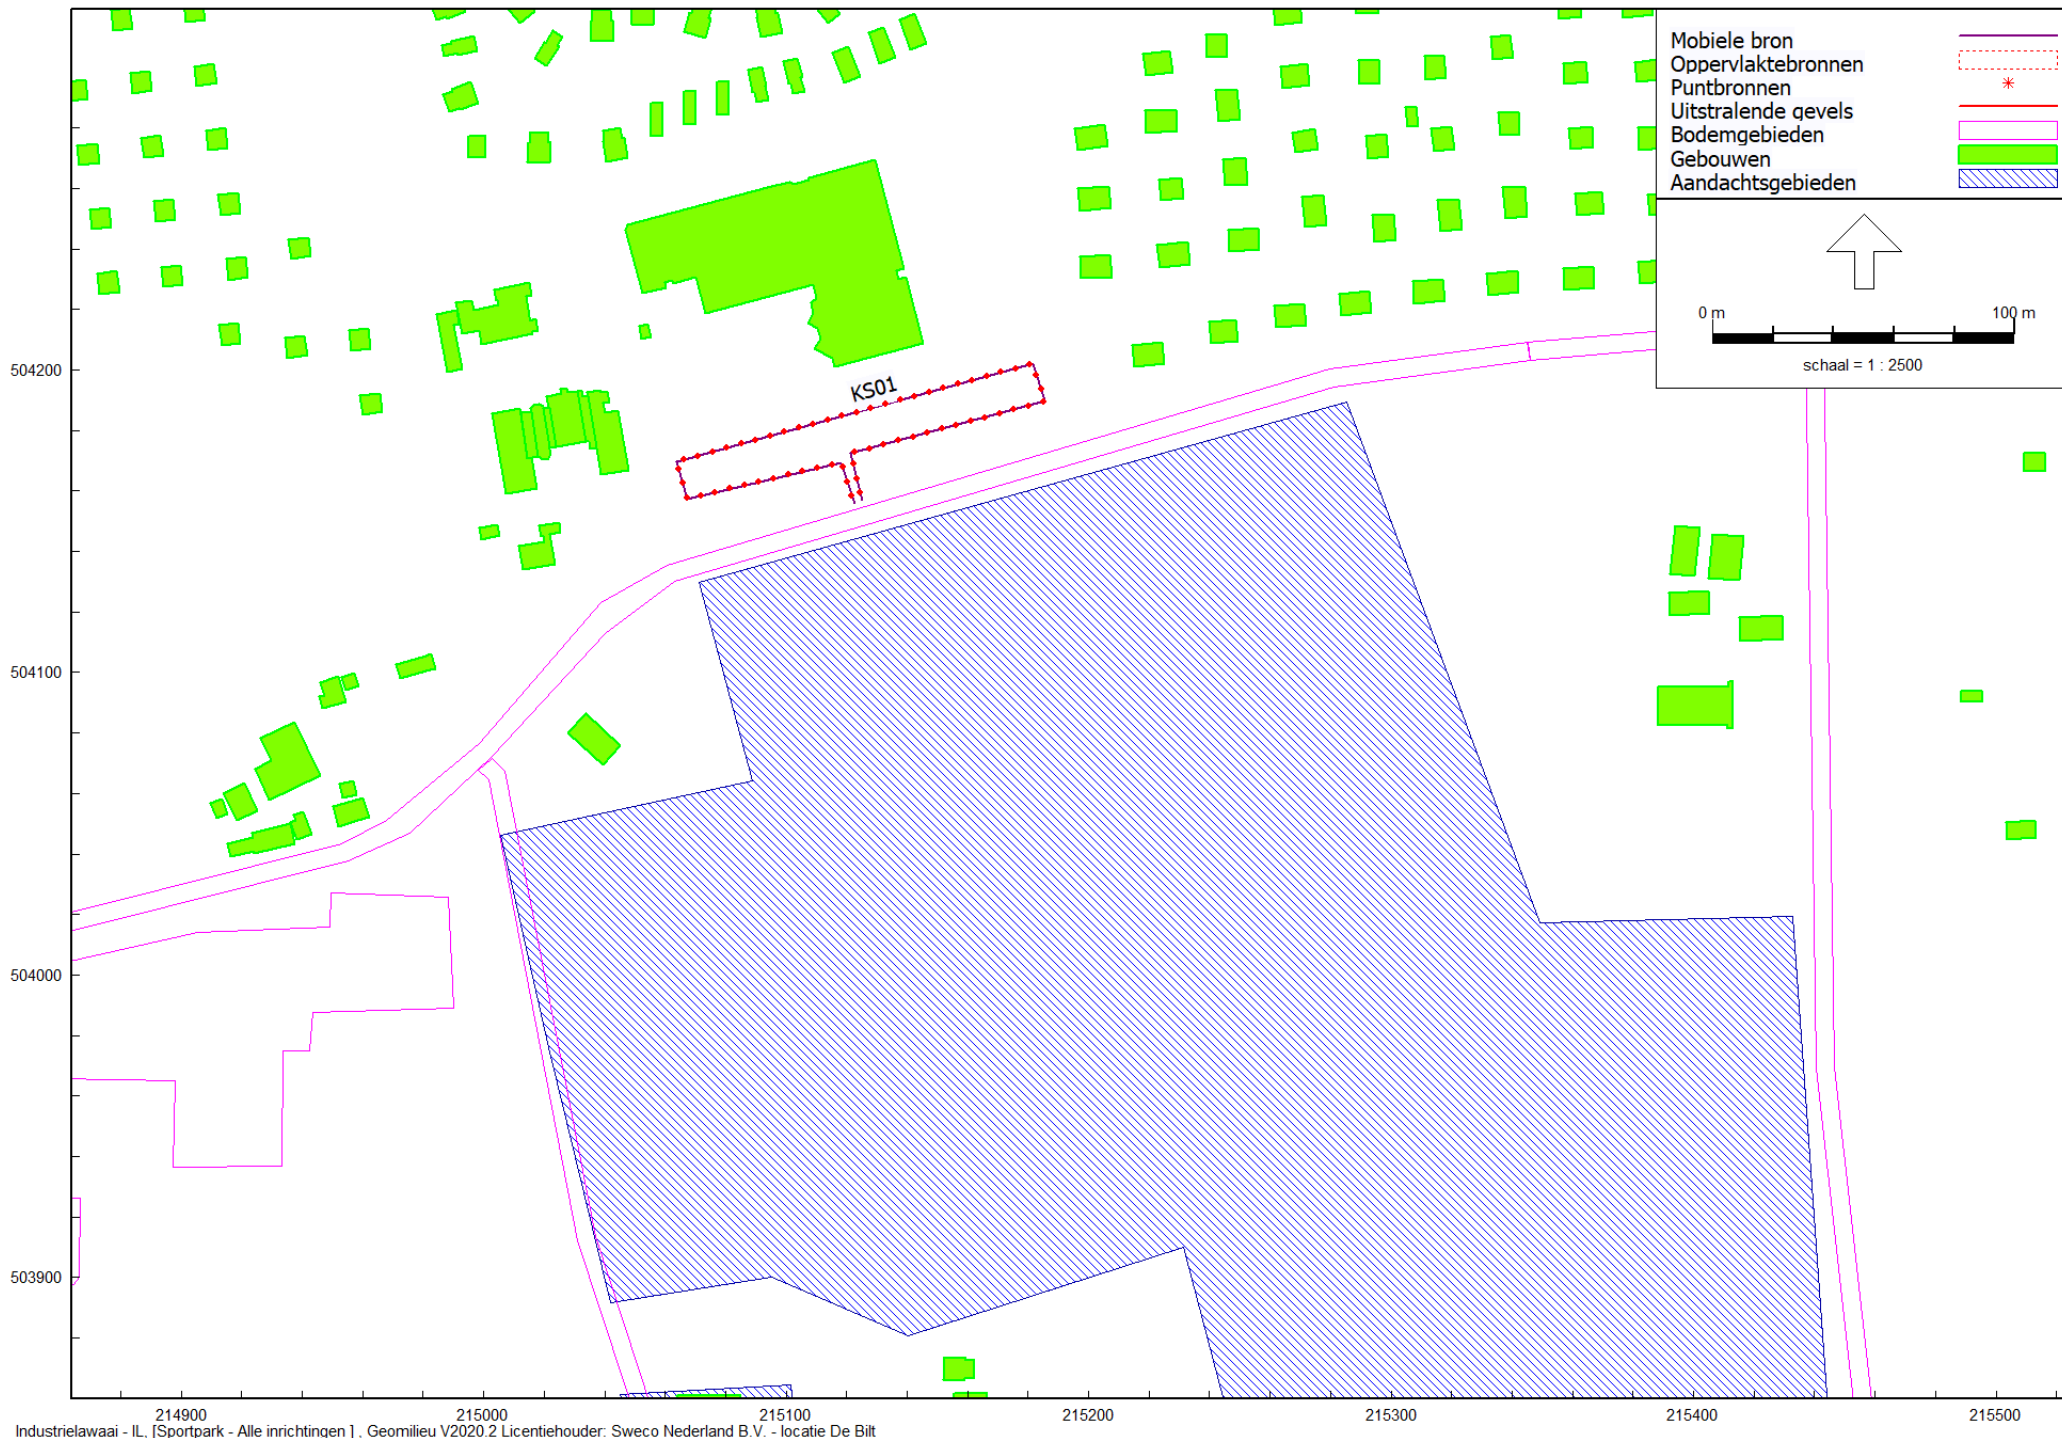 Mobiele bron
Oppervlaktebronnen
Puntbronnen
Uitstralende gevels
Bodemgebieden
Gebouwen
Aandachtsgebieden
0 m 100 m
schaal = 1 : 2500
504200
KS01
504100
504000
503900
214900 215000 215100 215200 215300 215400 215500
Industrielawaai - IL, [Sportpark - Alle inrichtingen ] , Geomilieu V2020.2 Licentiehouder: Sweco Nederland B.V. - locatie De Bilt